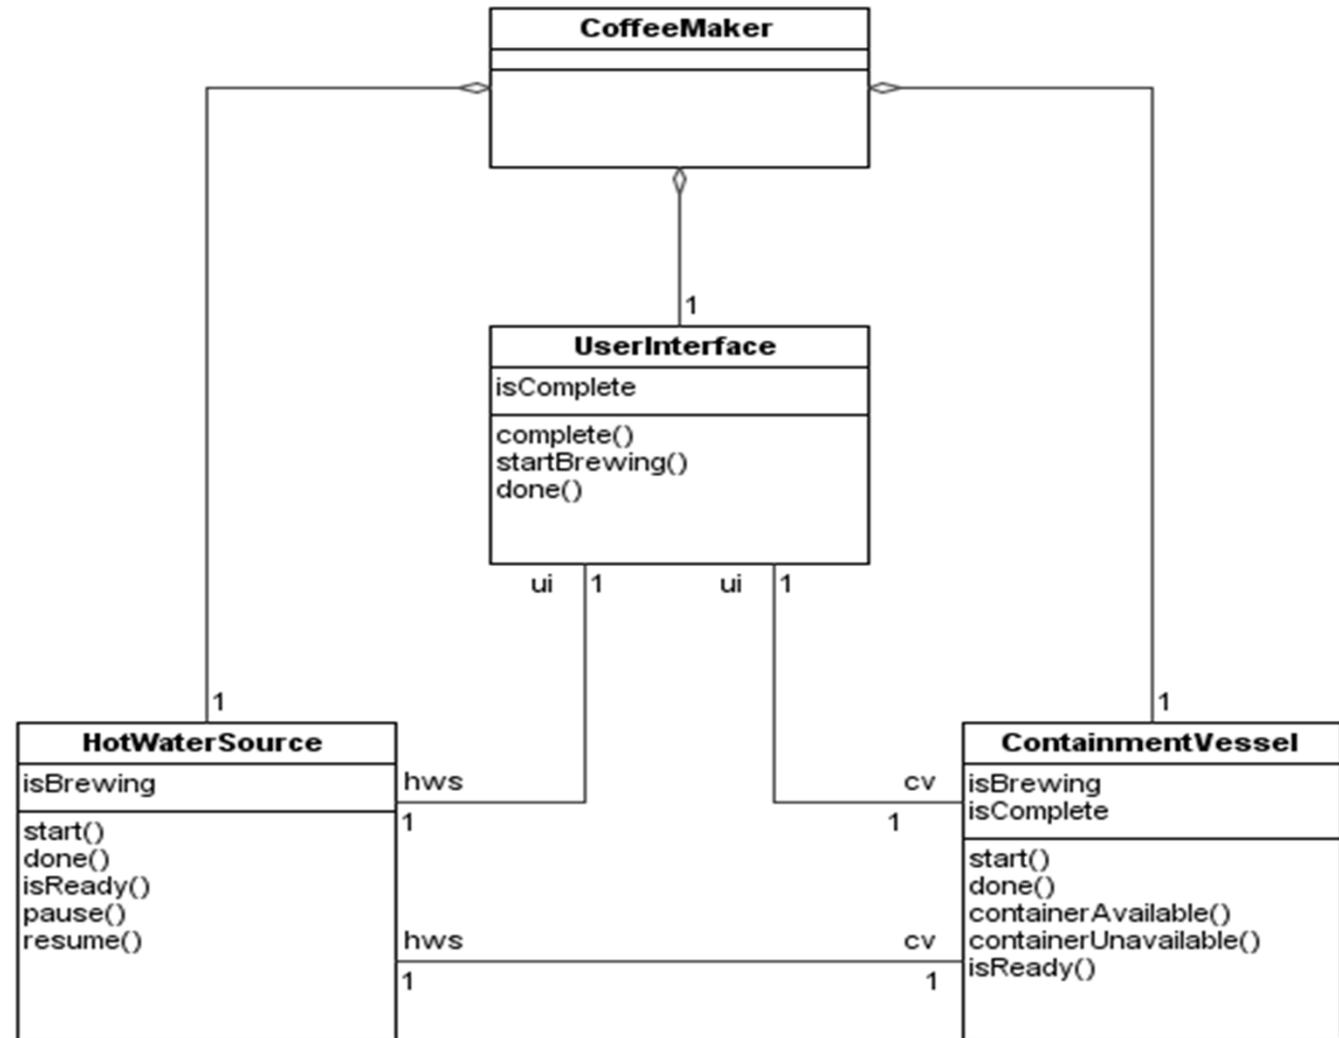 CoffeeMaker
1
UserInterface
isComplete
complete()
startBrewing()
done()
ui 1 ui 1
1 1
HotWaterSource ContainmentVessel
isBrewing hws cv isBrewing
1 1 isComplete
start() start()
done() done()
isReady() containerAvailable()
pause() containerUnavailable()
resume() hws cv isReady()
1 1